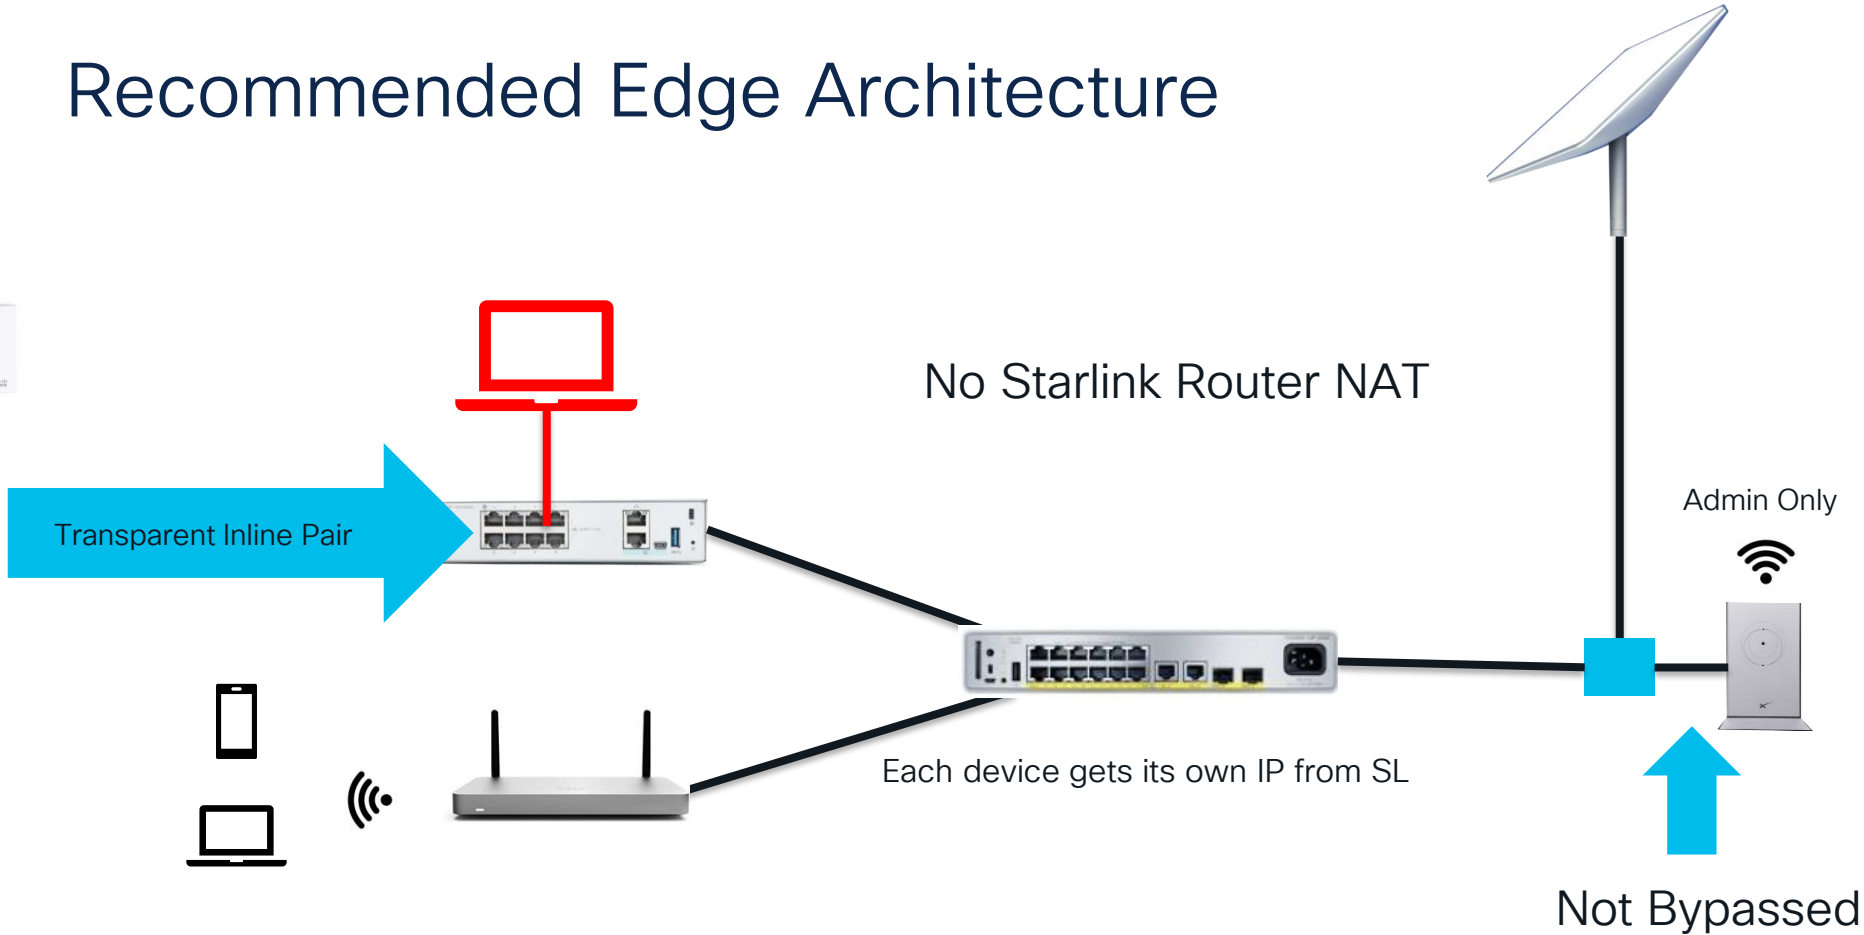 Recommended Edge Architecture
No Starlink Router NAT
Admin Only
Transparent Inline Pair
Each device gets its own IP from SL
Not Bypassed